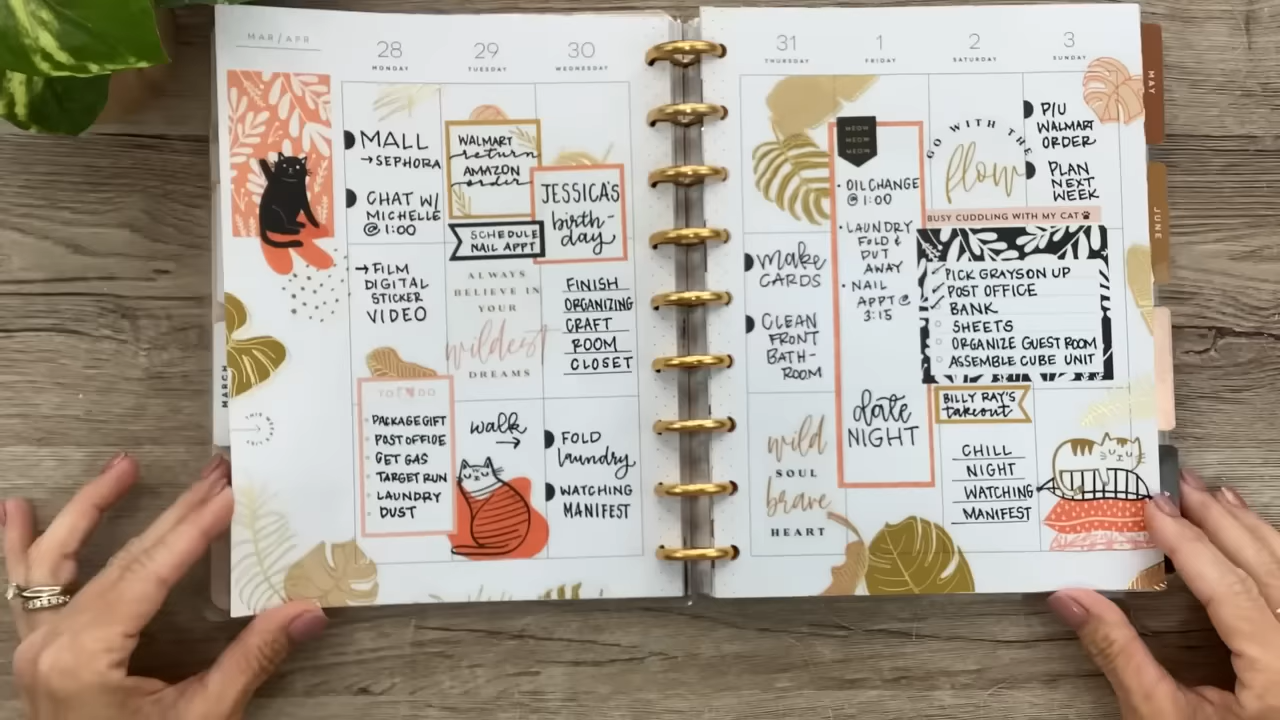 MAR/APR
28
MONDAY
29
TUESDAY
30
WEDNESDAY
MALL
→SEPHORA
CHAT W/
MICHELLE
@ 1:00
→FILM
DIGITAL
STICKER
VIDEO
TO DO
PACKAGE GIFT
POST OFFICE
GET GAS
TARGET RUN
LAUNDRY
DUST
WALMART
return
AMAZON
order
SCHEDULE
NAIL APPT
ALWAYS
BELIEVE IN
YOUR
wildest
DREAMS
walk
→
JESSICA'S
birth-
day
FINISH
ORGANIZING
CRAFT
ROOM
CLOSET
FOLD
laundry
WATCHING
MANIFEST
MARCH
THIS WEEK
31
THURSDAY
1
FRIDAY
2
SATURDAY
3
SUNDAY
make
CARDS
CLEAN
FRONT
BATH-
ROOM
wild
SOUL
brave
HEART
MEOW
MEOW
MEOW
• OIL CHANGE
@ 1:00
• LAUNDRY
FOLD &
PUT
AWAY
• NAIL
APPT @
3:15
date
NIGHT
GO WITH THE
flow
BUSY CUDDLING WITH MY CAT
PICK GRAYSON UP
POST OFFICE
BANK
SHEETS
ORGANIZE GUEST ROOM
ASSEMBLE CUBE UNIT
BILLY RAY'S
takeout
CHILL
NIGHT
WATCHING
MANIFEST
P/U
WALMART
ORDER
PLAN
NEXT
WEEK
MAY
JUNE